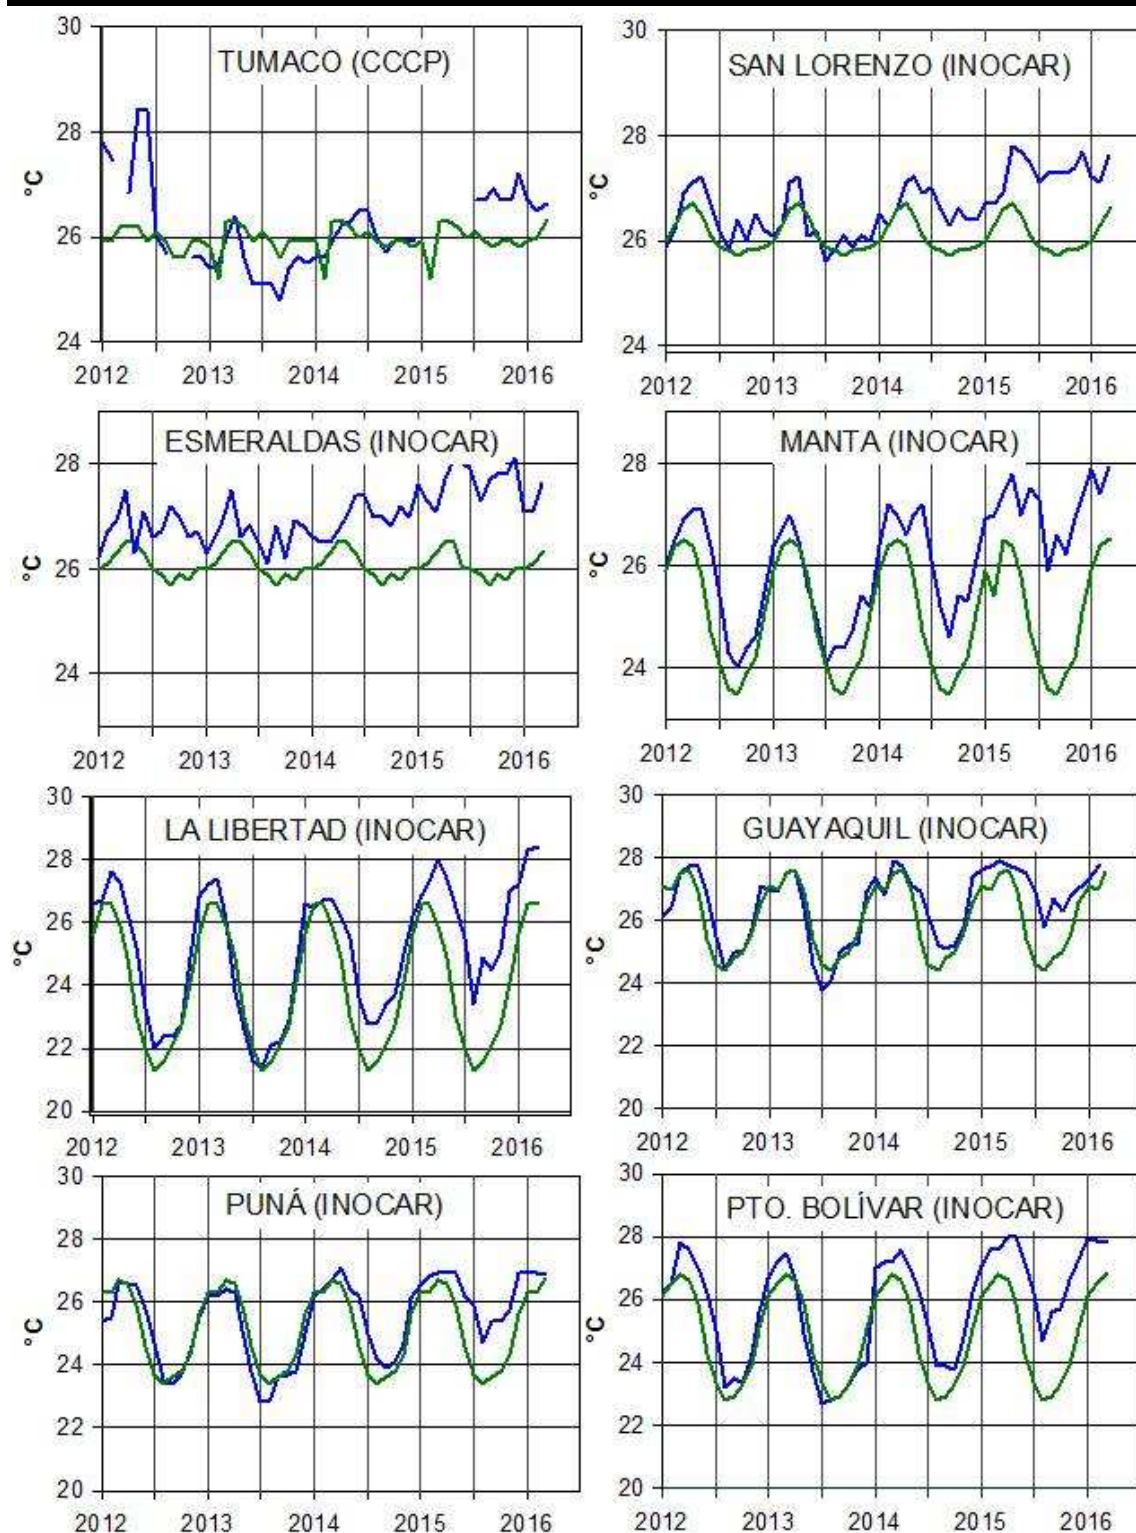 TUMACO (CCCP)
30
28
26
24
°C
2012 2013 2014 2015 2016
SAN LORENZO (INOCAR)
30
28
26
24
°C
2012 2013 2014 2015 2016
ESMERALDAS (INOCAR)
28
26
24
°C
2012 2013 2014 2015 2016
MANTA (INOCAR)
28
26
24
°C
2012 2013 2014 2015 2016
LA LIBERTAD (INOCAR)
30
28
26
24
22
20
°C
2012 2013 2014 2015 2016
GUAYAQUIL (INOCAR)
30
28
26
24
22
20
°C
2012 2013 2014 2015 2016
PUNÁ (INOCAR)
30
28
26
24
22
20
°C
2012 2013 2014 2015 2016
PTO. BOLÍVAR (INOCAR)
30
28
26
24
22
20
°C
2012 2013 2014 2015 2016